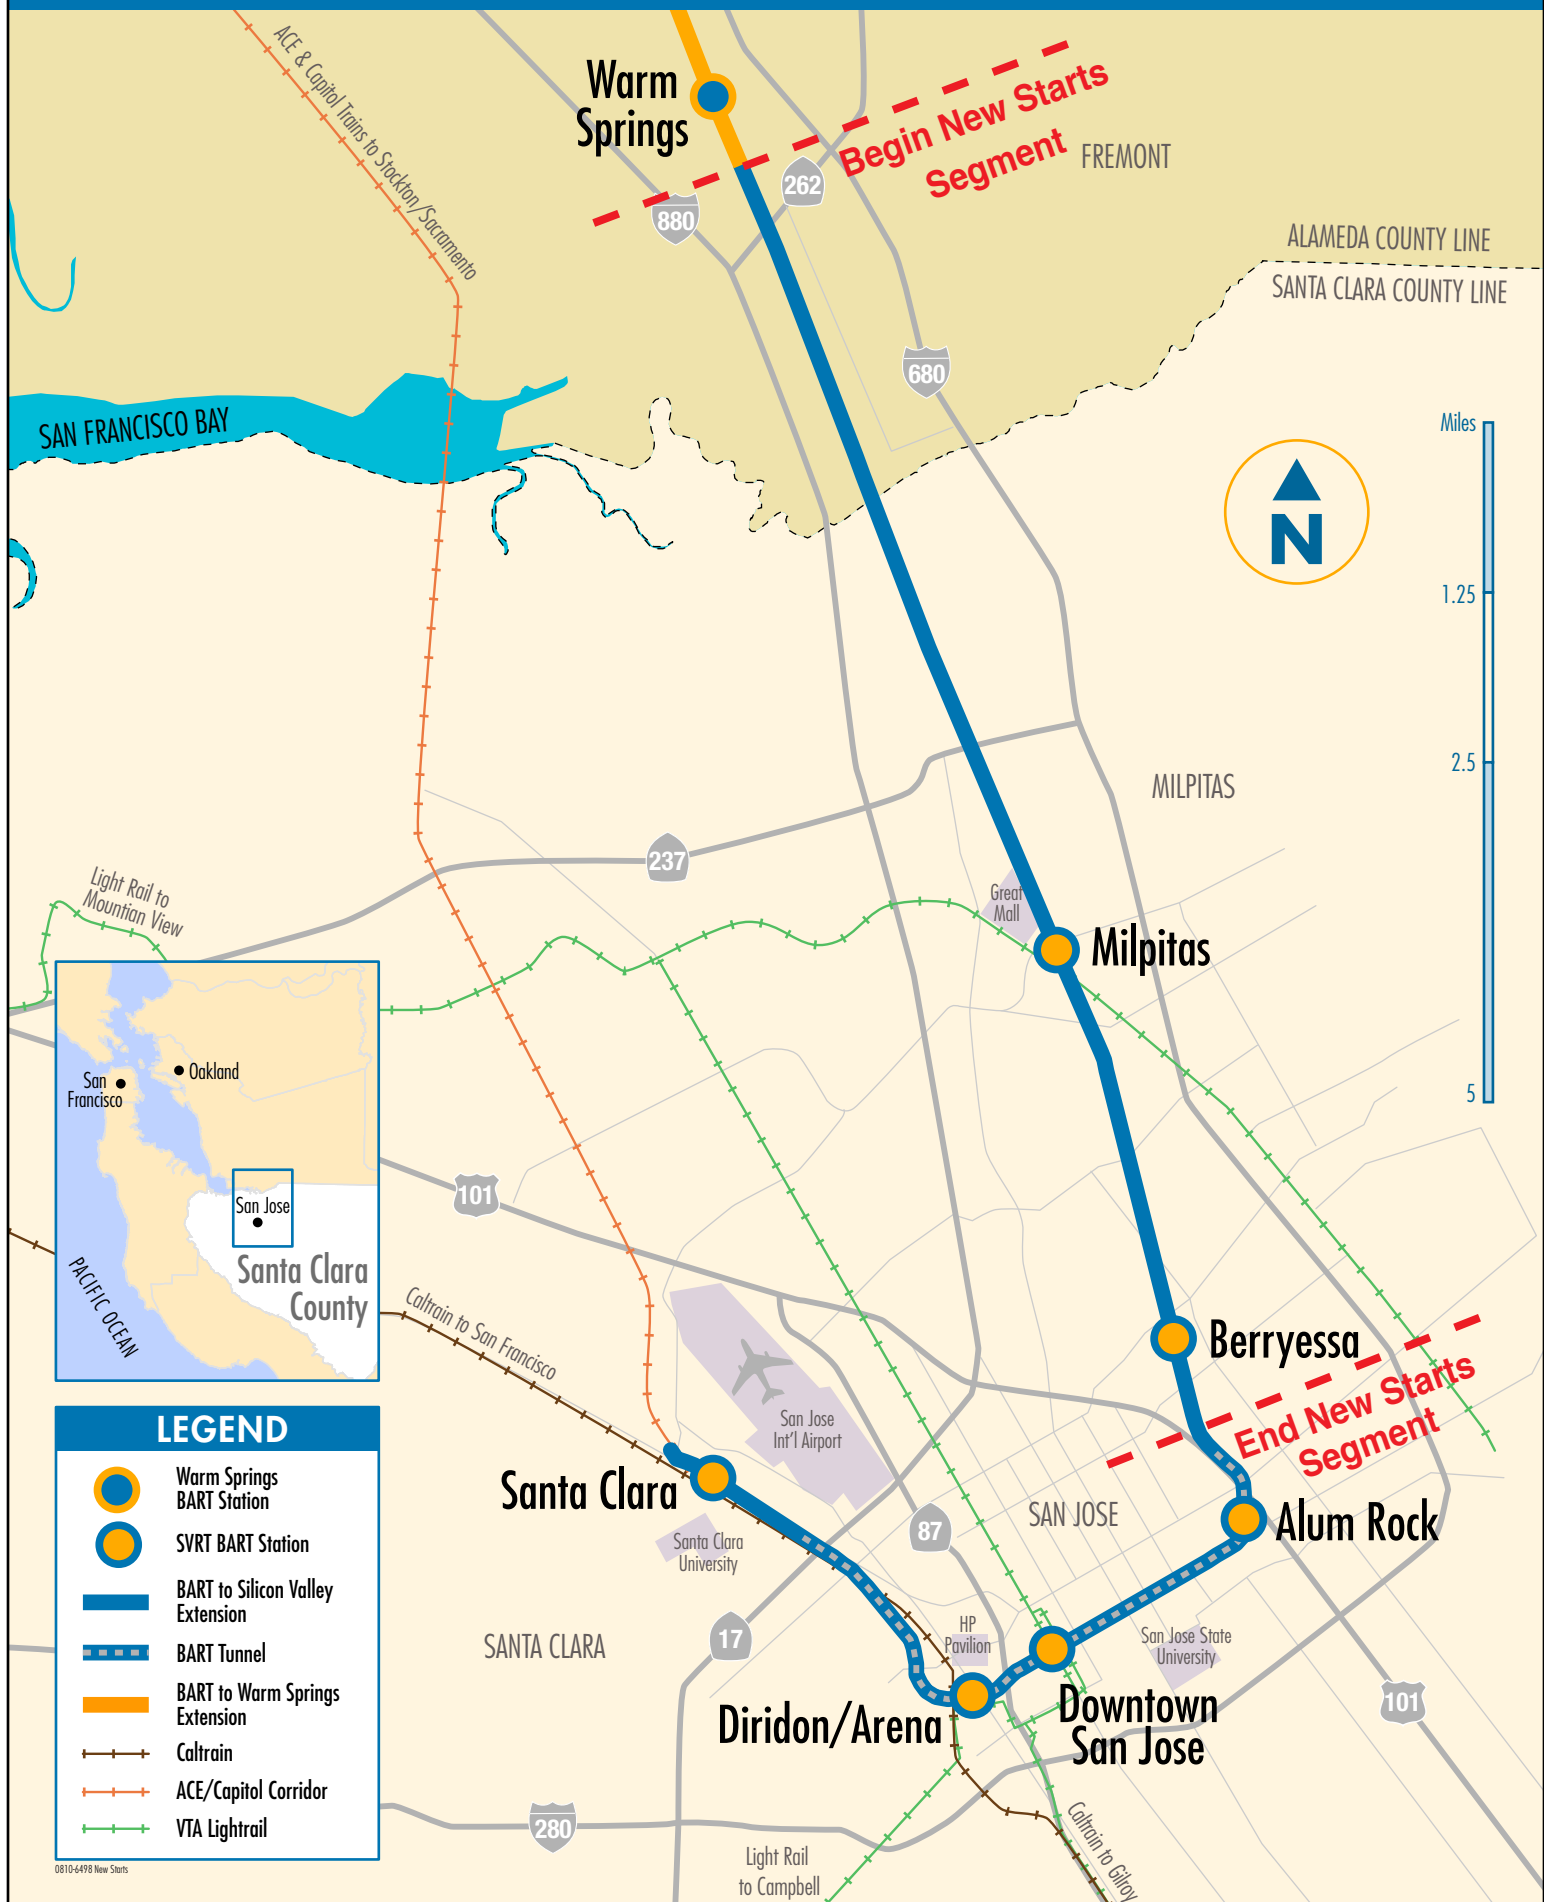 ACE & Capitol Trains to Stockton/Sacramento
Warm
Springs
Begin New Starts
Segment
FREMONT
262
880
ALAMEDA COUNTY LINE
SANTA CLARA COUNTY LINE
680
SAN FRANCISCO BAY
Miles
N
1.25
2.5
5
MILPITAS
237
Great
Mall
Milpitas
Light Rail to
Mountian View
San
Francisco
Oakland
San Jose
Santa Clara
County
PACIFIC OCEAN
101
Caltrain to San Francisco
Berryessa
End New Starts
Segment
San Jose
Int'l Airport
Santa Clara
Santa Clara
University
87
SAN JOSE
Alum Rock
LEGEND
Warm Springs
BART Station
SVRT BART Station
BART to Silicon Valley
Extension
BART Tunnel
BART to Warm Springs
Extension
Caltrain
ACE/Capitol Corridor
VTA Lightrail
0810-6498 New Starts
SANTA CLARA
17
HP
Pavilion
San Jose State
University
Diridon/Arena
Downtown
San Jose
101
280
Light Rail
to Campbell
Caltrain to Gilroy